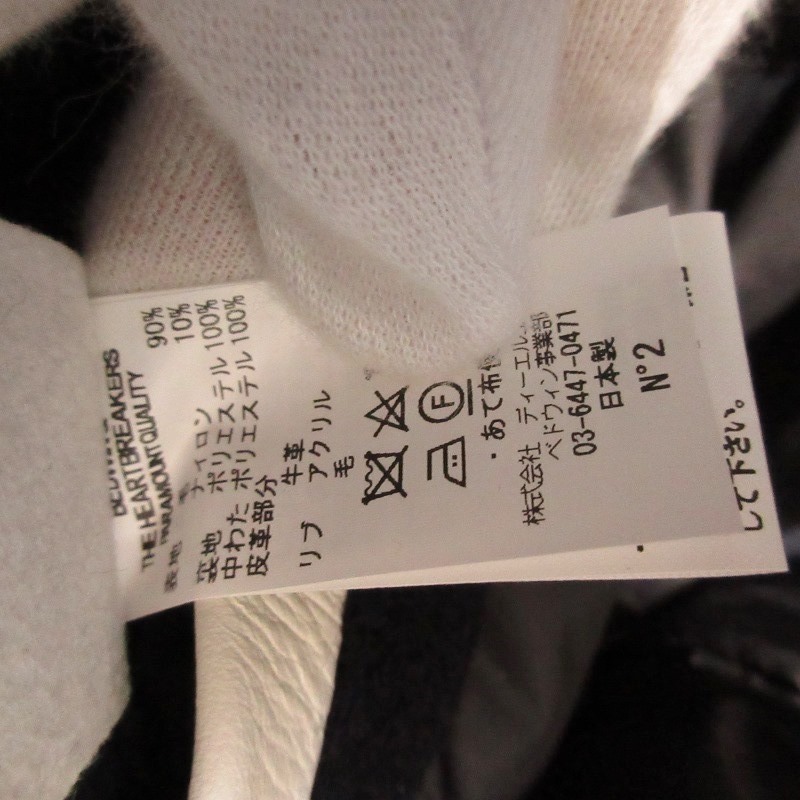 THE HEARTBREAKERS
PARAMOUNT QUALITY
表地 毛 90%
ナイロン 10%
裏地 ポリエステル 100%
中わた ポリエステル 100%
皮革部分
牛革
リブ アクリル
毛
F
・あて布
株式会社 ディーエル
ベドウィン事業部
03-6447-0471
日本製
N°2
して下さい。